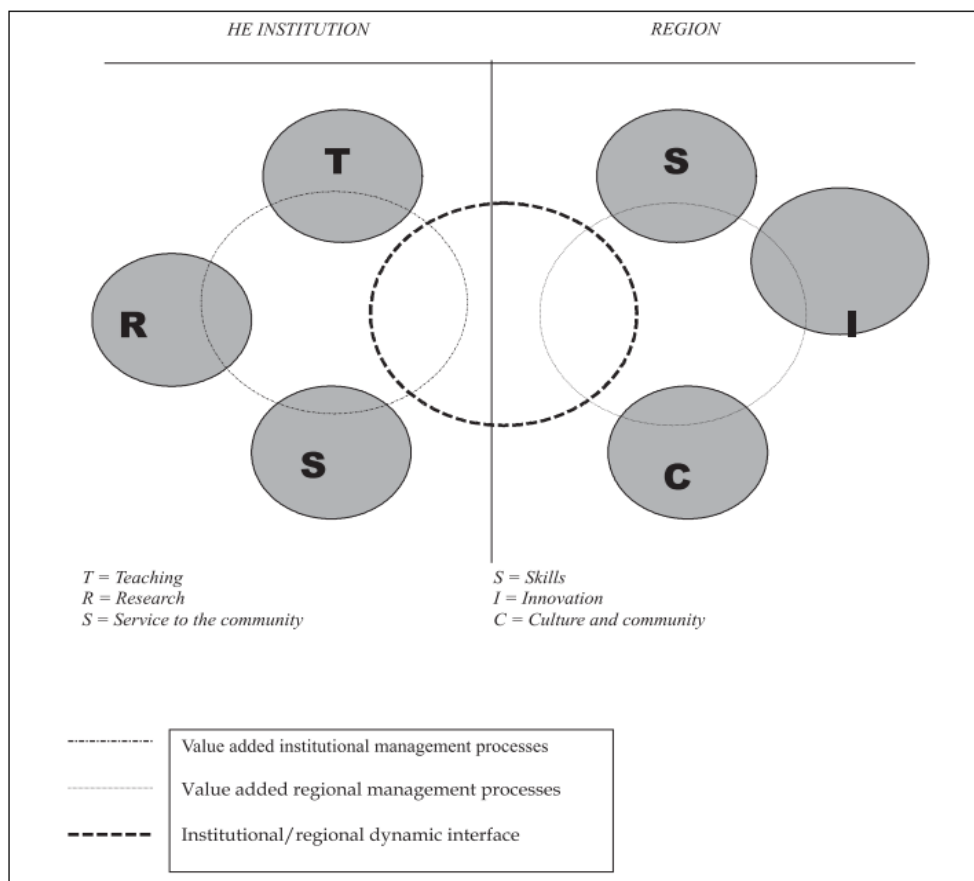 HE INSTITUTION
REGION
T
S
R
I
S
C
T = Teaching
R = Research
S = Service to the community
S = Skills
I = Innovation
C = Culture and community
Value added institutional management processes
Value added regional management processes
Institutional/regional dynamic interface